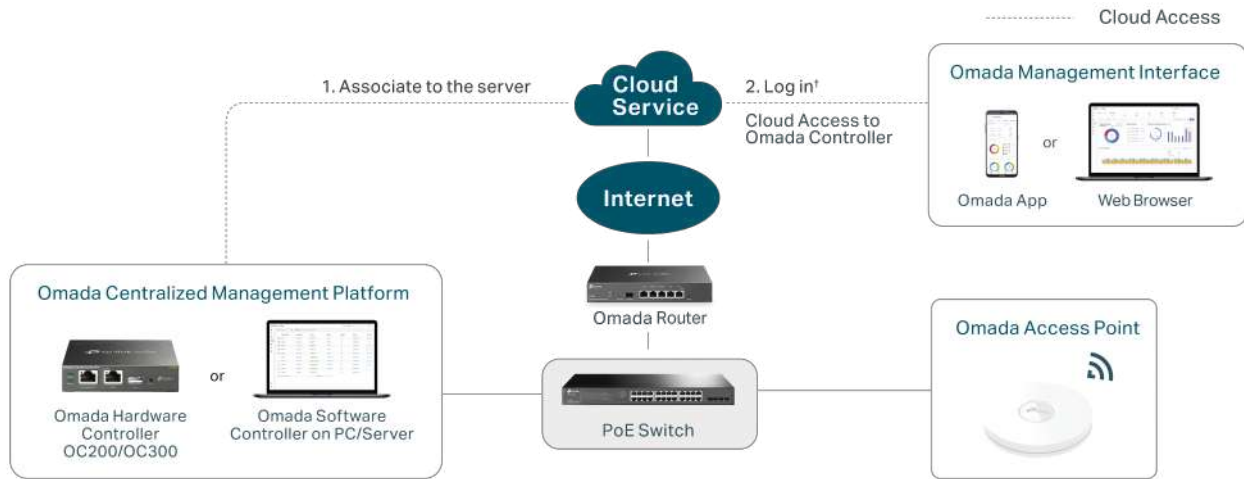 Cloud Access
1. Associate to the server
Cloud
Service
2. Log in†
Cloud Access to
Omada Controller
Omada Management Interface
or
Omada App
Web Browser
Internet
Omada Router
Omada Centralized Management Platform
or
Omada Hardware
Controller
OC200/OC300
Omada Software
Controller on PC/Server
PoE Switch
Omada Access Point